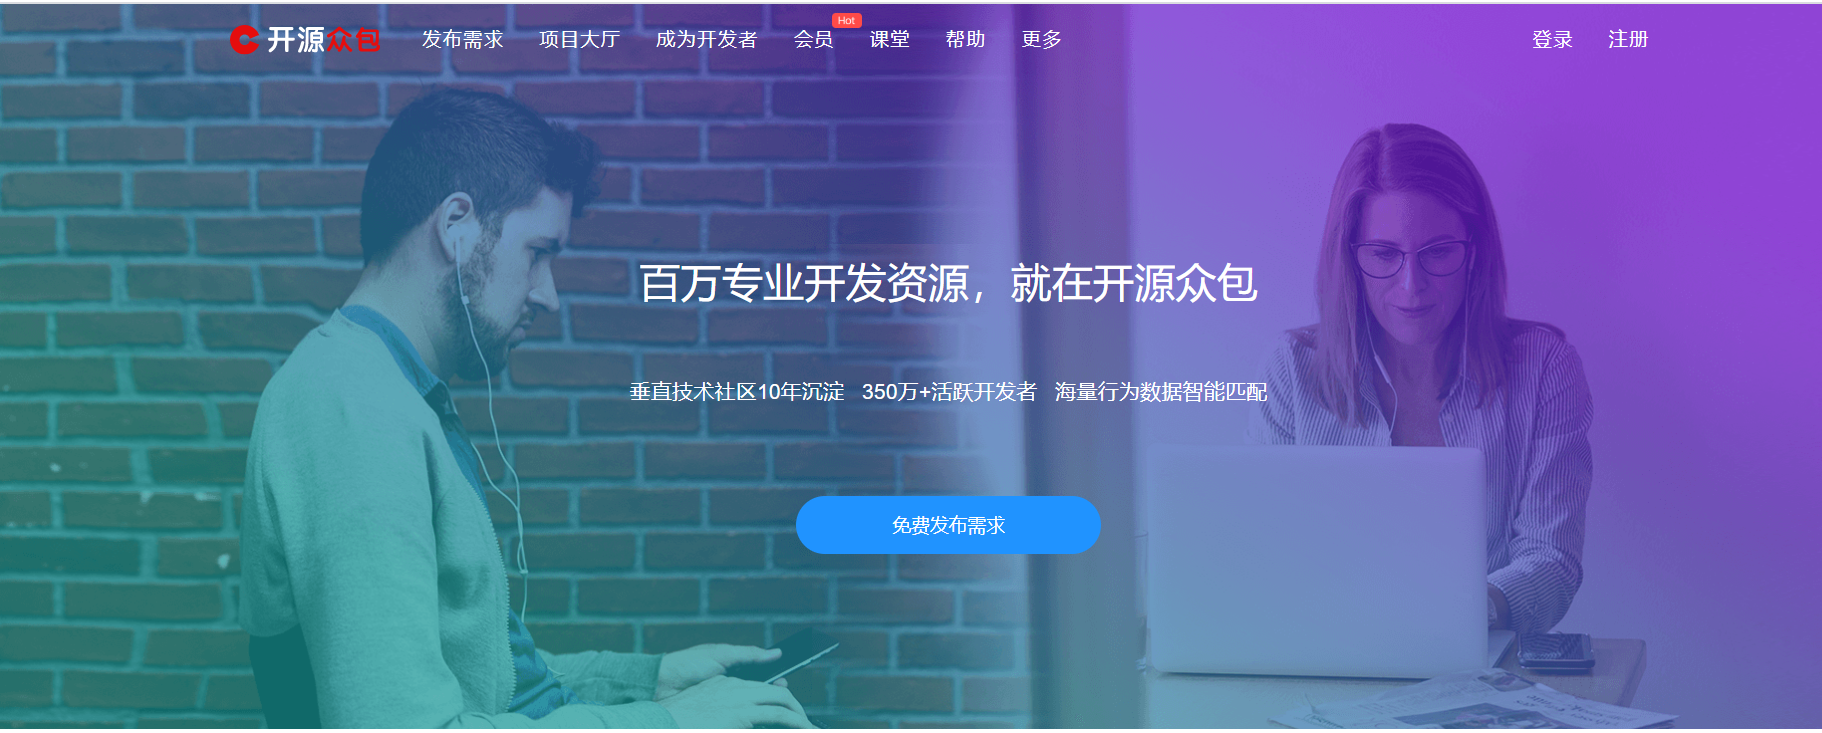 开源众包 发布需求 项目大厅 成为开发者 会员 Hot 课堂 帮助 更多 登录 注册
百万专业开发资源，就在开源众包
垂直技术社区10年沉淀 350万+活跃开发者 海量行为数据智能匹配
免费发布需求